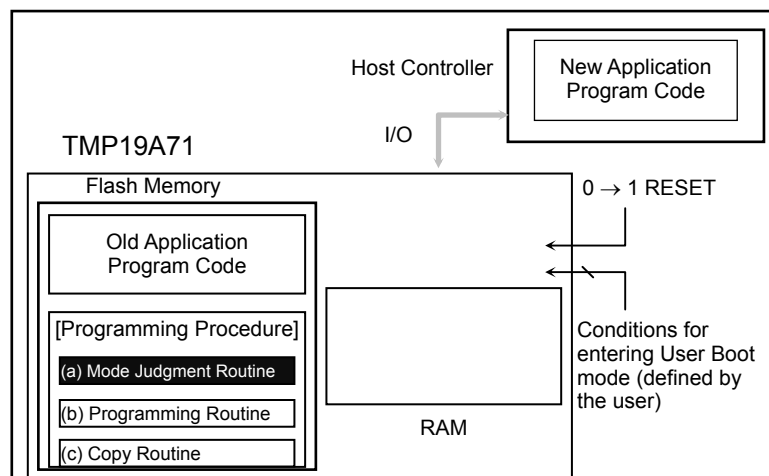 Host Controller
New Application
Program Code
I/O
TMP19A71
Flash Memory
0 → 1 RESET
Old Application
Program Code
[Programming Procedure]
(a) Mode Judgment Routine
(b) Programming Routine
(c) Copy Routine
RAM
Conditions for
entering User Boot
mode (defined by
the user)